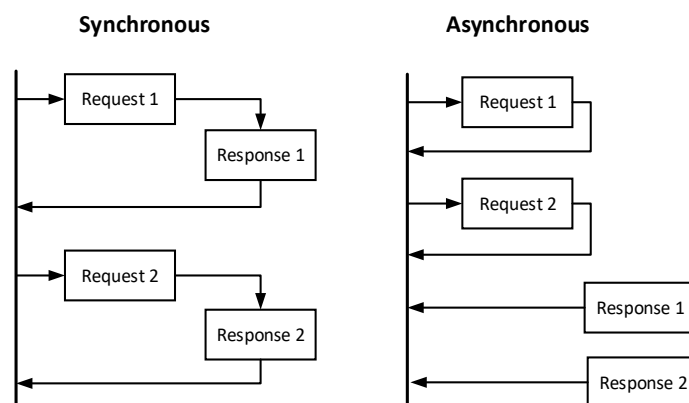 Synchronous
Asynchronous
Request 1
Response 1
Request 2
Response 2
Request 1
Request 2
Response 1
Response 2